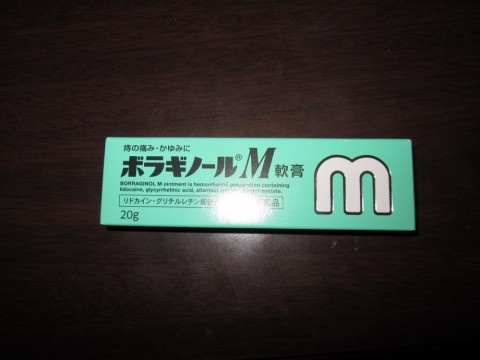 痔の痛み・かゆみに
ボラギノール®M軟膏
BORRAGINOL M ointment is hemorrhoidal preparation containing
lidocaine, glycyrrhetinic acid, allantoin
リドカイン・グリチルレチン酸
20g
m